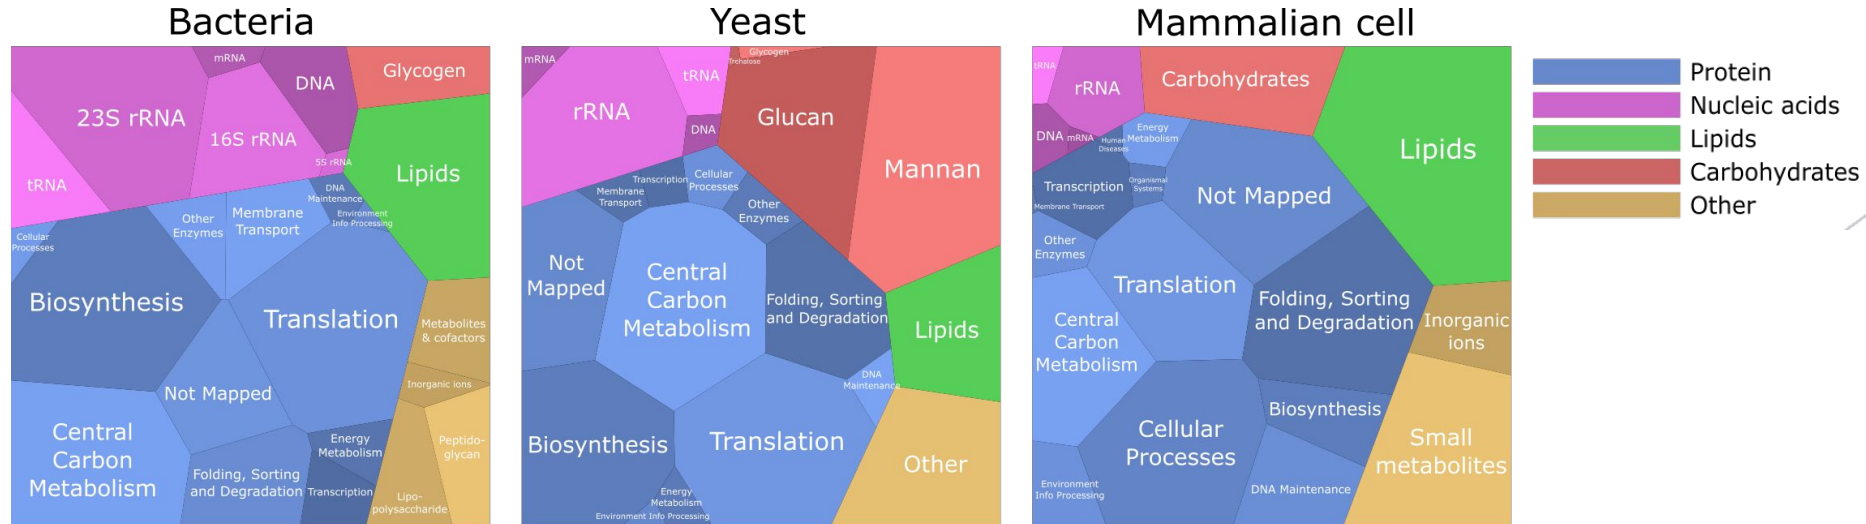 Bacteria
Yeast
Mammalian cell
mRNA
DNA
Glycogen
23S rRNA
16S rRNA
5S rRNA
tRNA
Lipids
DNA
Maintenance
Environment
Info Processing
Other
Enzymes
Membrane
Transport
Cellular
Processes
Biosynthesis
Translation
Metabolites
& cofactors
Inorganic ions
Not Mapped
Central
Carbon
Metabolism
Folding, Sorting
and Degradation
Energy
Metabolism
Transcription
Peptido-
glycan
Lipo-
polysaccharide
mRNA
tRNA
Glycogen
Trehalose
rRNA
DNA
Glucan
Mannan
Transcription
Cellular
Processes
Membrane
Transport
Other
Enzymes
Not
Mapped
Central
Carbon
Metabolism
Folding, Sorting
and Degradation
Lipids
DNA
Maintenance
Biosynthesis
Translation
Other
Energy
Metabolism
Environment Info Processing
tRNA
rRNA
Carbohydrates
Lipids
DNA
mRNA
Human
Diseases
Energy
Metabolism
Transcription
Organismal
Systems
Membrane Transport
Not Mapped
Other
Enzymes
Translation
Folding, Sorting
and Degradation
Inorganic
ions
Central
Carbon
Metabolism
Biosynthesis
Cellular
Processes
Small
metabolites
Environment
Info Processing
DNA Maintenance
Protein
Nucleic acids
Lipids
Carbohydrates
Other